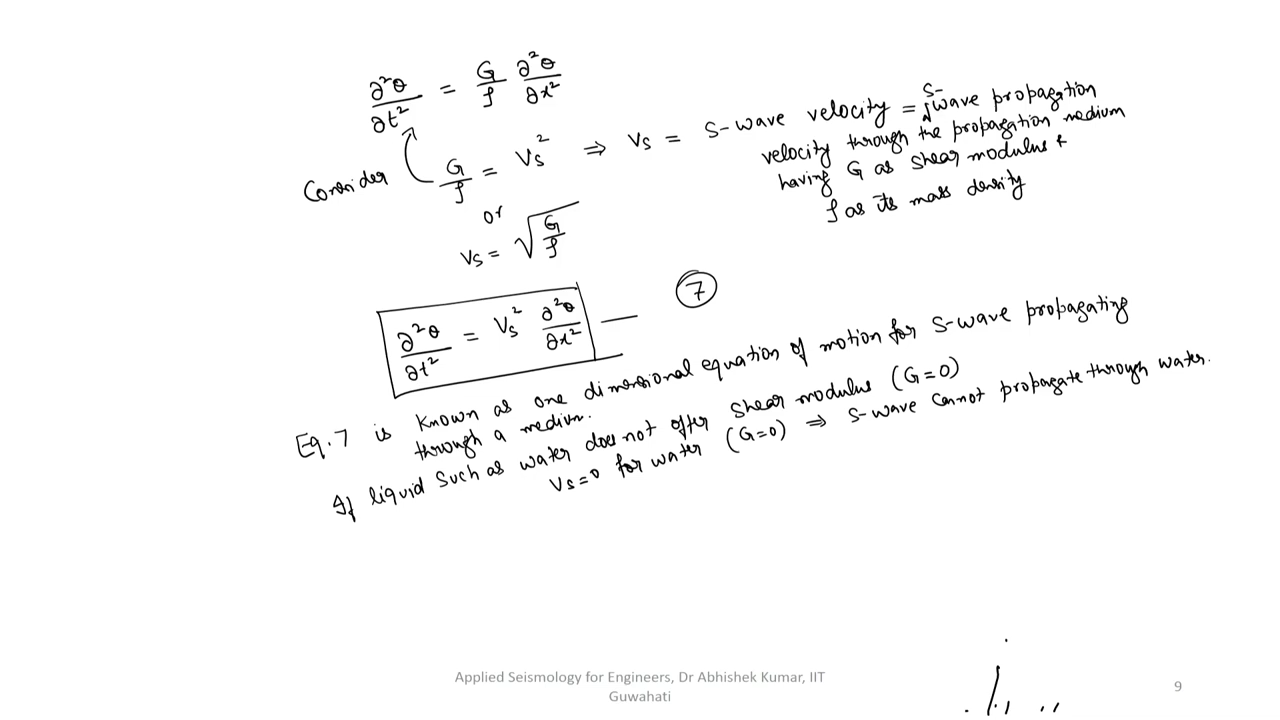 ∂²θ/∂t² = G/ρ ∂²θ/∂x²
Consider G/ρ = Vs² ⇒ Vs = S-wave velocity = S-wave propagation
velocity through the propagation medium
having G as shear modulus &
ρ as its mass density
or
Vs = √(G/ρ)
∂²θ/∂t² = Vs² ∂²θ/∂x² — 7
Eq.7 is known as one dimensional equation of motion for S-wave propagating
through a medium.
If liquid such as water does not offer shear modulus (G=0)
Vs=0 for water (G=0) ⇒ S-wave cannot propagate through water.
Applied Seismology for Engineers, Dr Abhishek Kumar, IIT
Guwahati
9